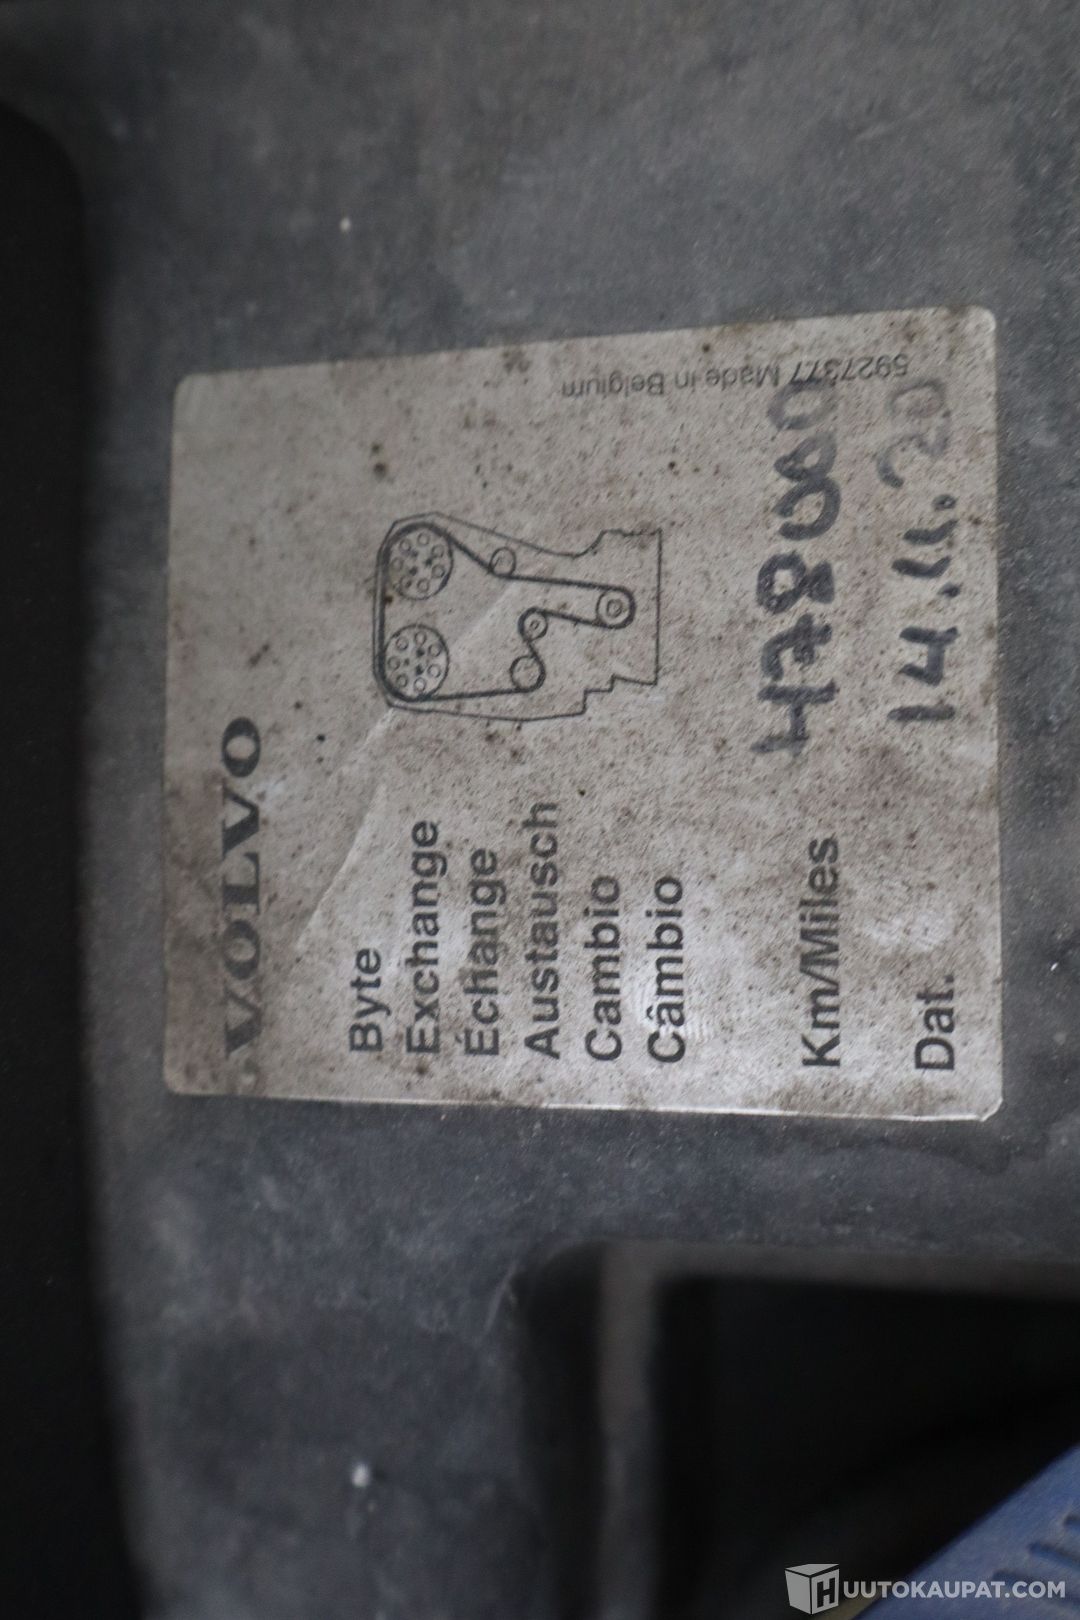 VOLVO
Byte
Exchange
Échange
Austausch
Cambio
Câmbio
Km/Miles 478000
Dat. 14.11.20
5927377 Made in Belgium
HUUTOKAUPAT.COM